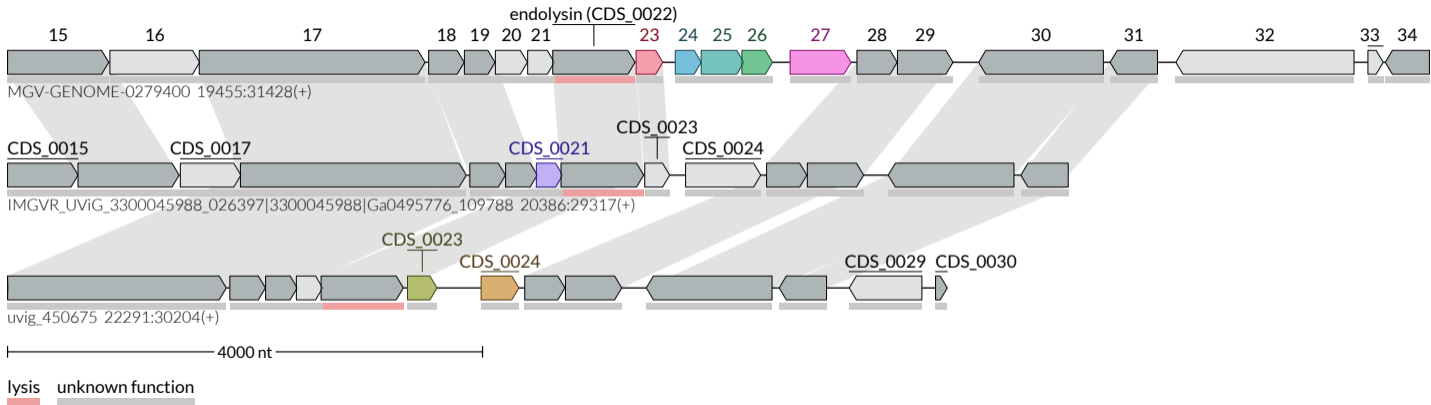 endolysin (CDS_0022)
15 16 17 18 19 20 21 23 24 25 26 27 28 29 30 31 32 33 34
MGV-GENOME-0279400 19455:31428(+)
CDS_0023
CDS_0015 CDS_0017 CDS_0021 CDS_0024
IMGVR_UViG_3300045988_026397|3300045988|Ga0495776_109788 20386:29317(+)
CDS_0023
CDS_0024 CDS_0029 CDS_0030
uvig_450675 22291:30204(+)
4000 nt
lysis unknown function